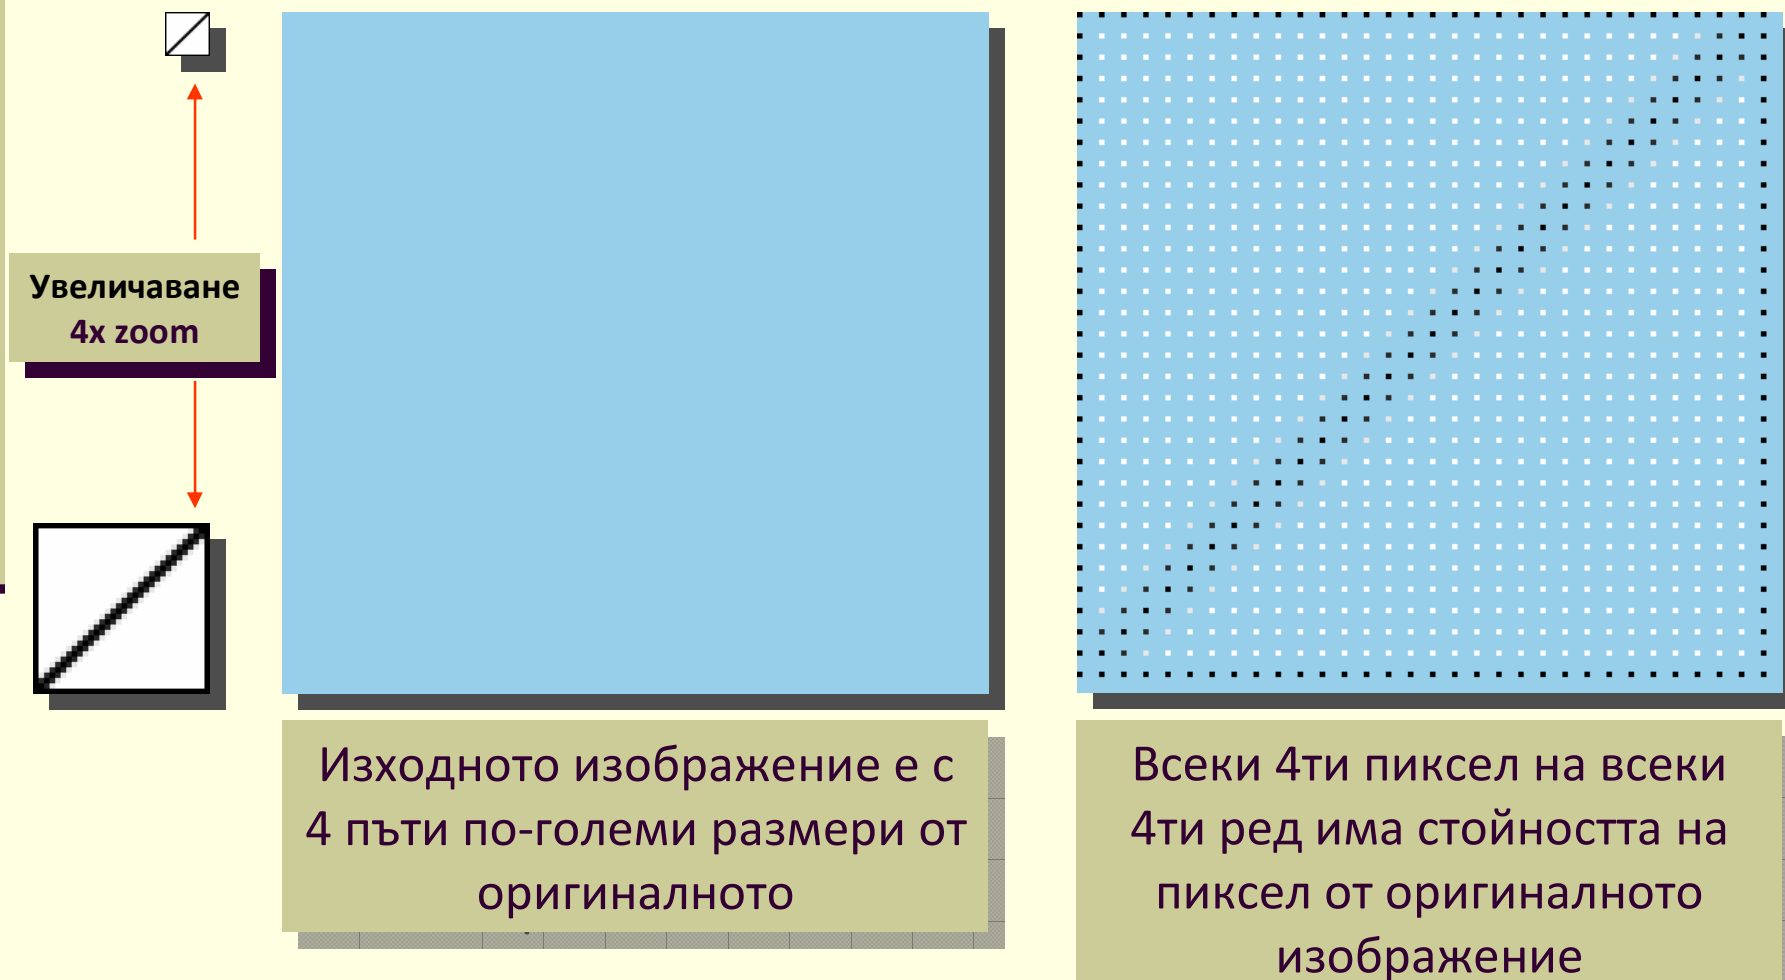 Увеличаване
4x zoom
Изходното изображение е с
4 пъти по-големи размери от
оригиналното
Всеки 4ти пиксел на всеки
4ти ред има стойността на
пиксел от оригиналното
изображение